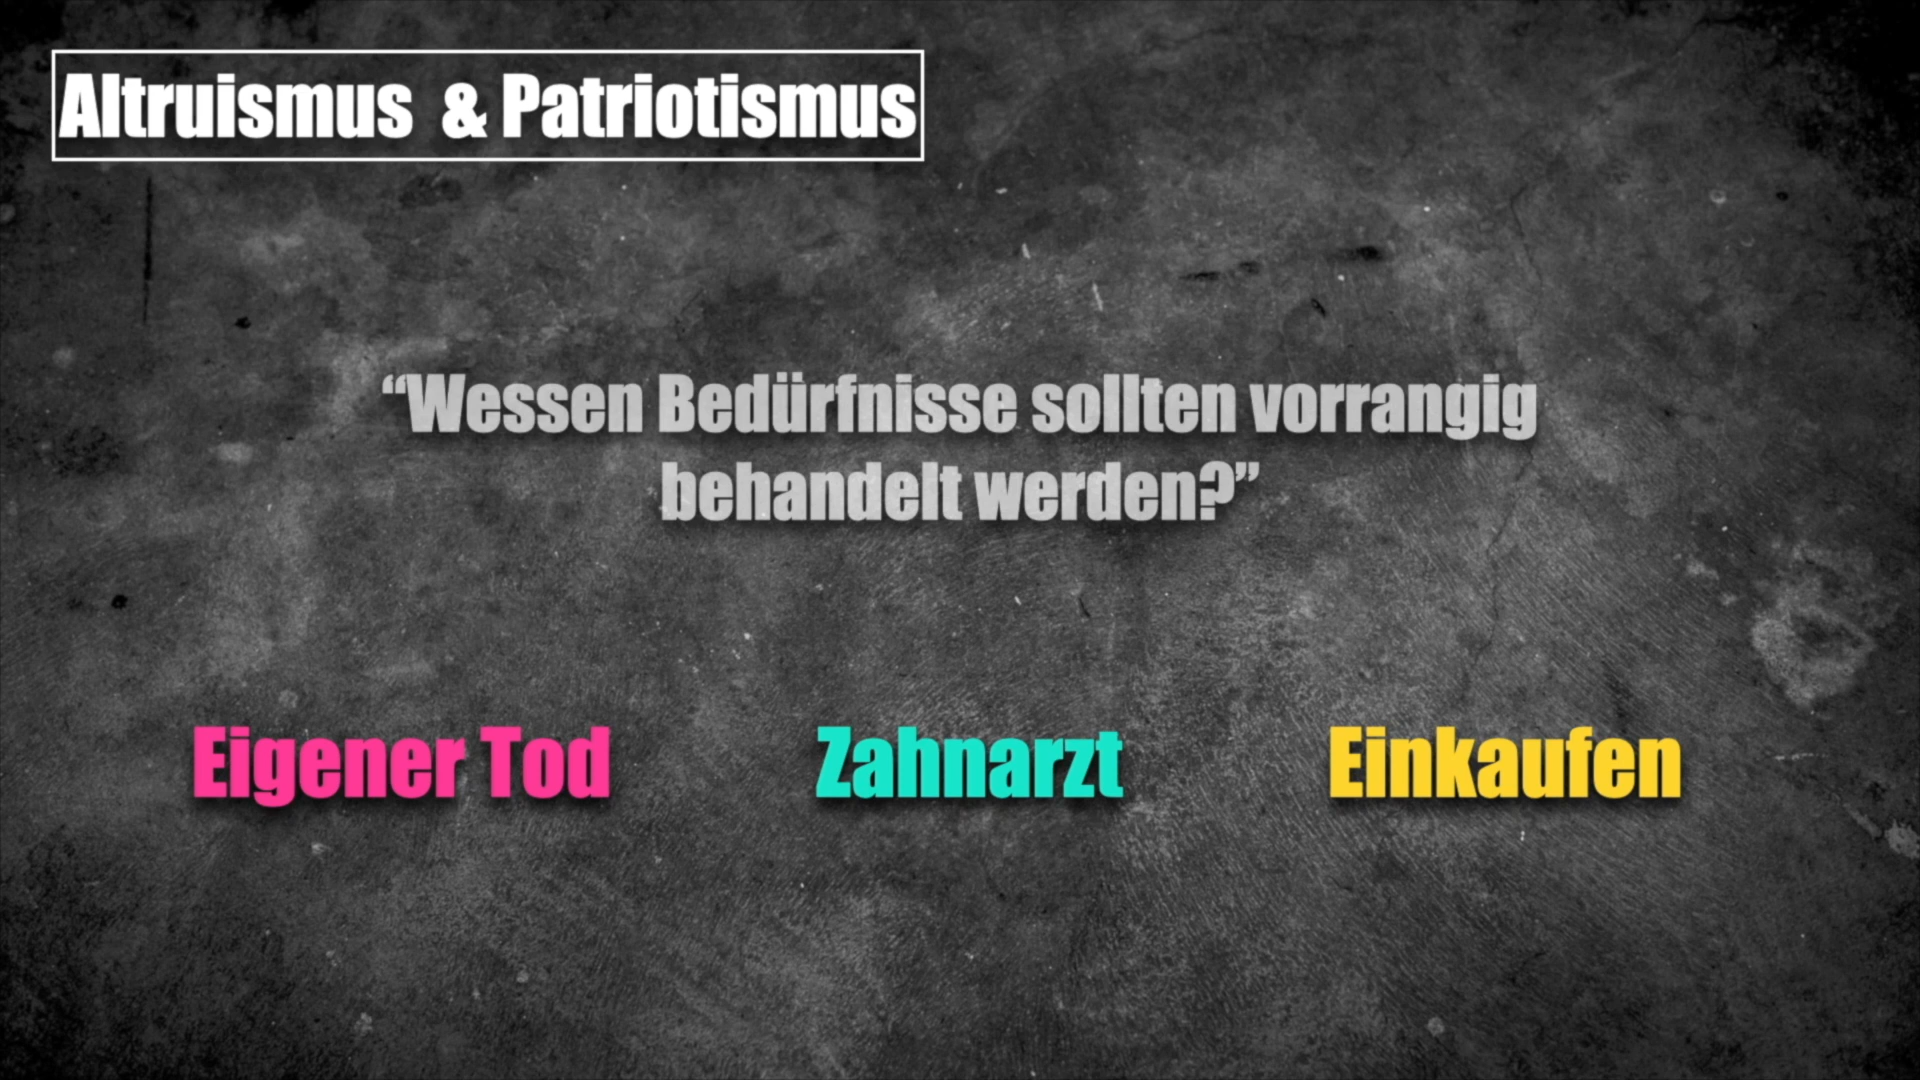 Altruismus & Patriotismus
“Wessen Bedürfnisse sollten vorrangig
behandelt werden?”
Eigener Tod Zahnarzt Einkaufen